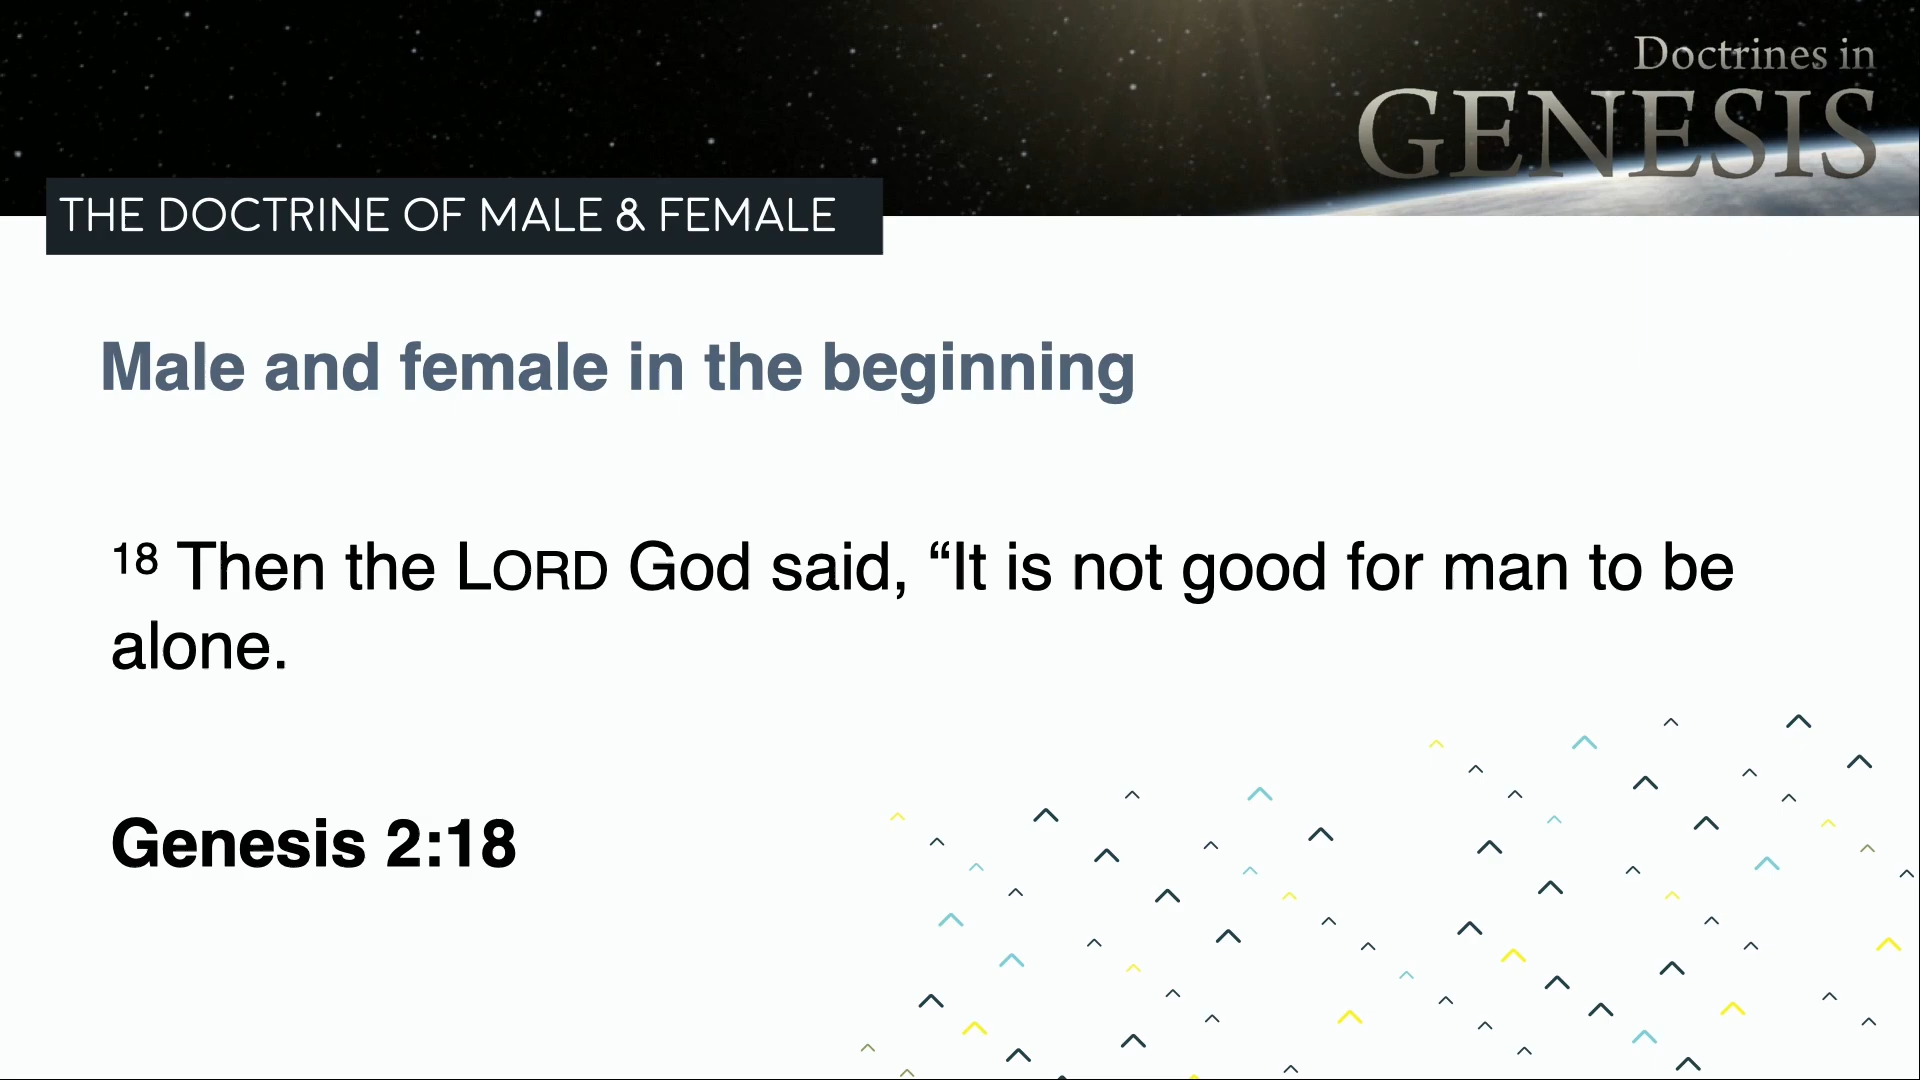 Doctrines in
GENESIS
THE DOCTRINE OF MALE & FEMALE
Male and female in the beginning
18 Then the LORD God said, “It is not good for man to be
alone.
Genesis 2:18